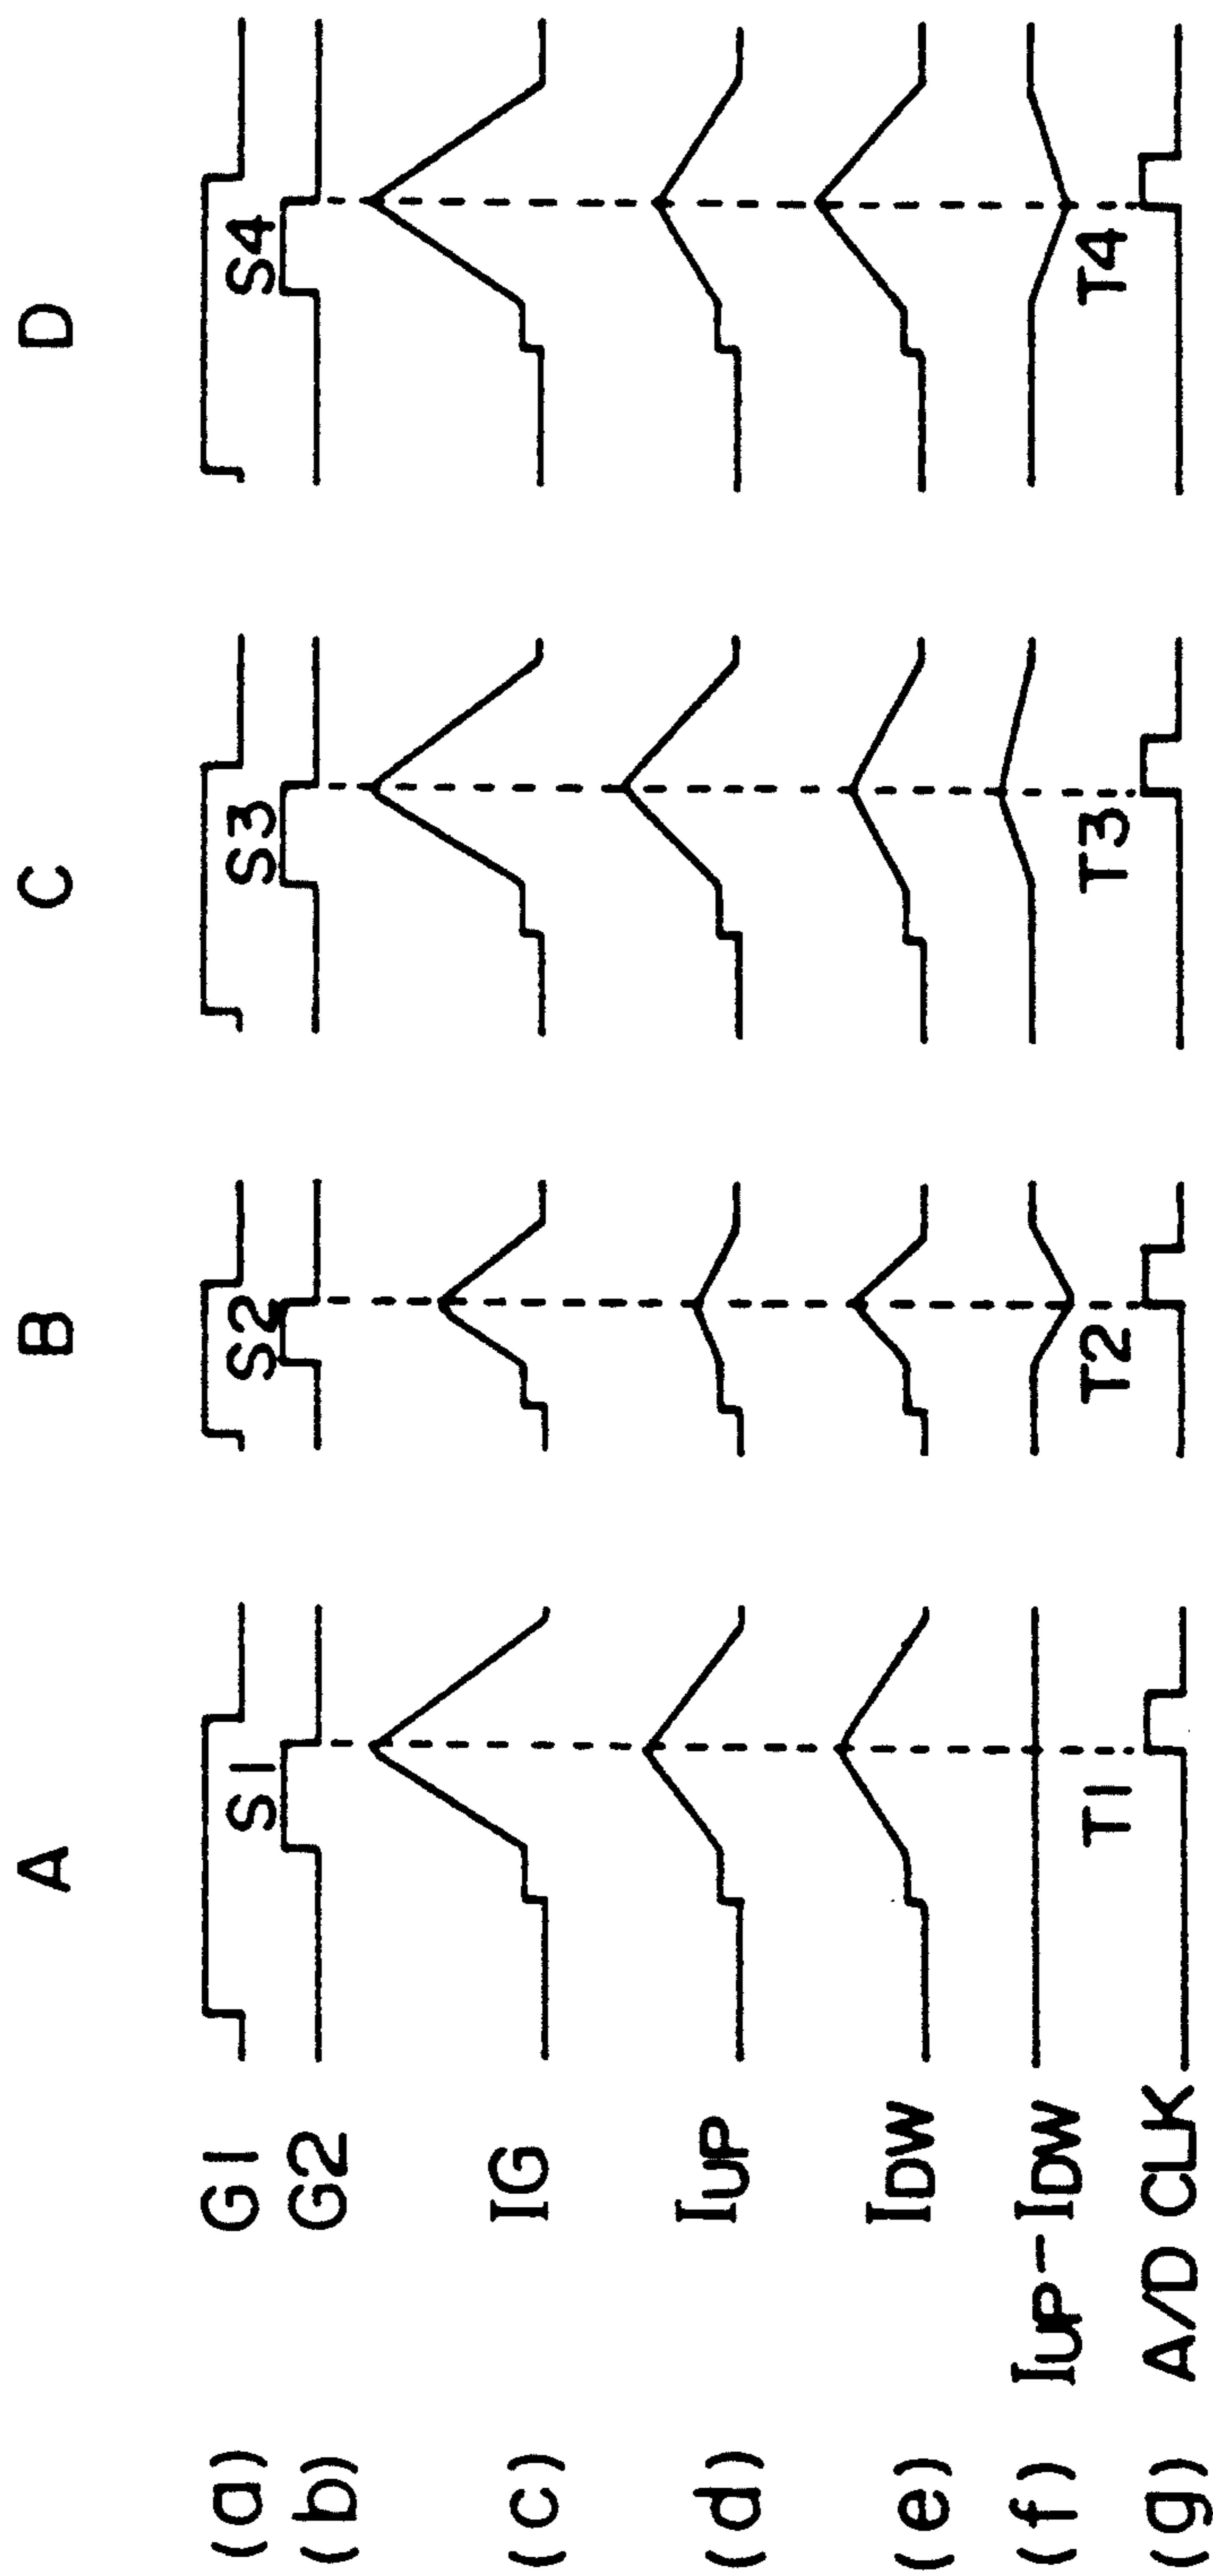 A B C D
(a) G1
S1 S2 S3 S4
(b) G2
(c) IG
(d) IUP
(e) IDW
(f) IUP-IDW
T1 T2 T3 T4
(g) A/D CLK